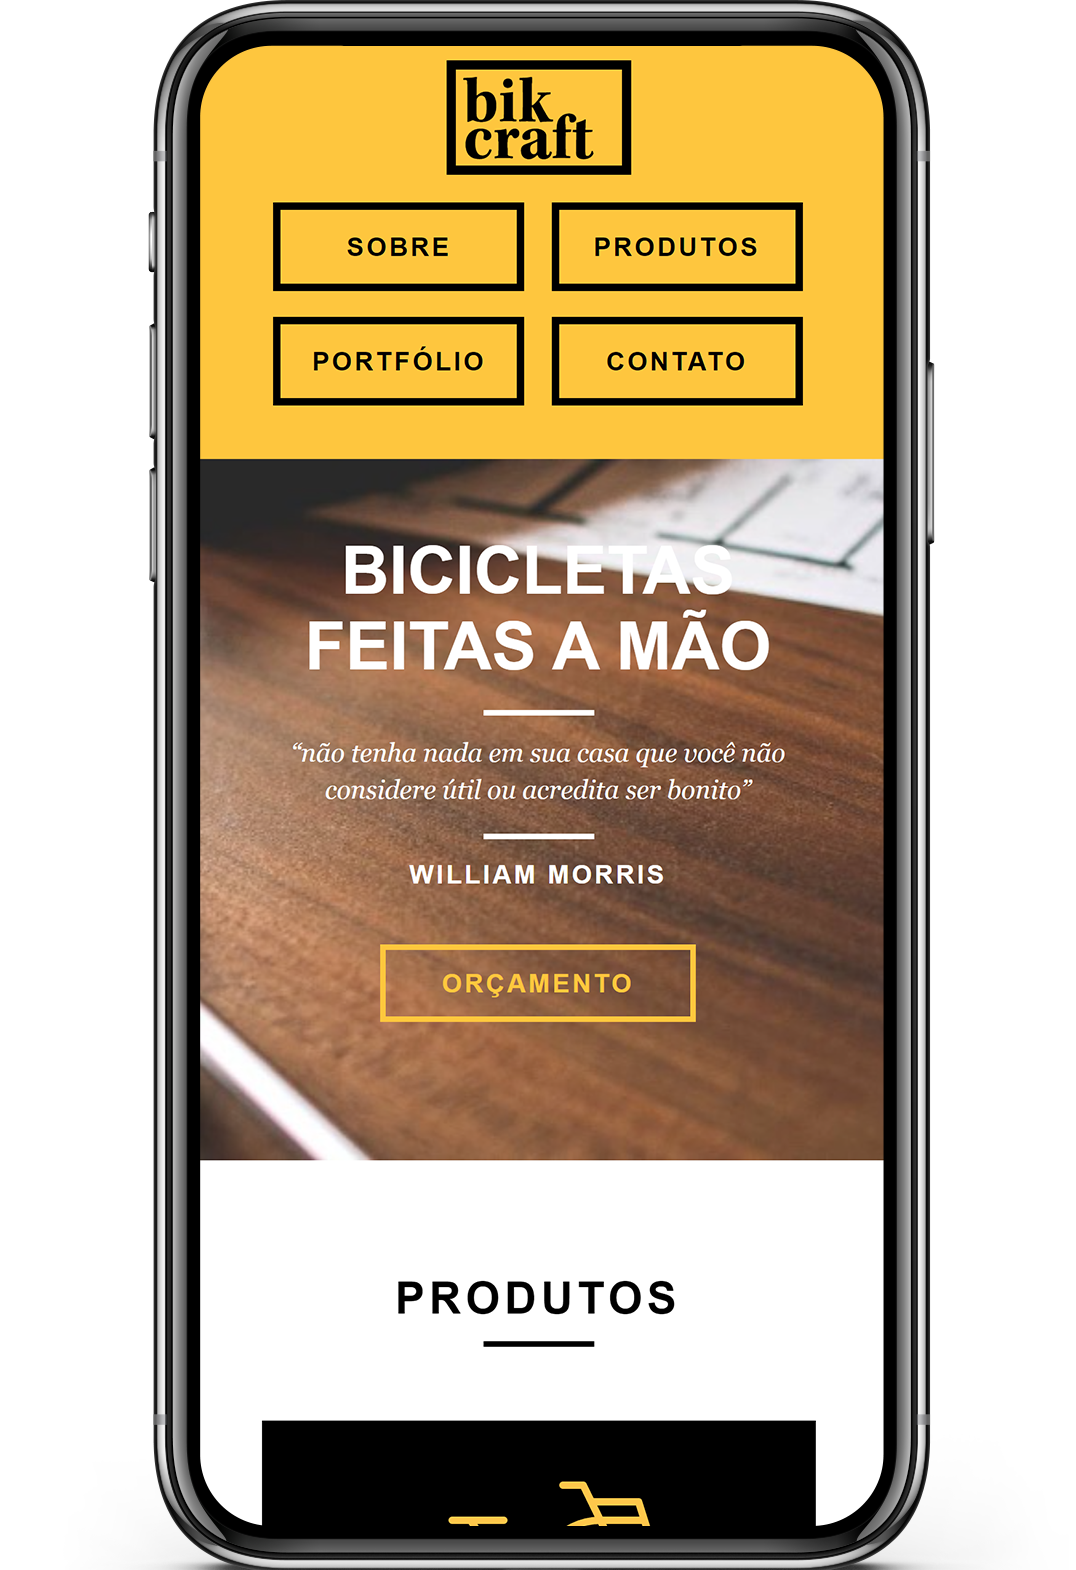 bik
craft
SOBRE
PRODUTOS
PORTFÓLIO
CONTATO
BICICLETAS
FEITAS A MÃO
“não tenha nada em sua casa que você não
considere útil ou acredita ser bonito”
WILLIAM MORRIS
ORÇAMENTO
PRODUTOS